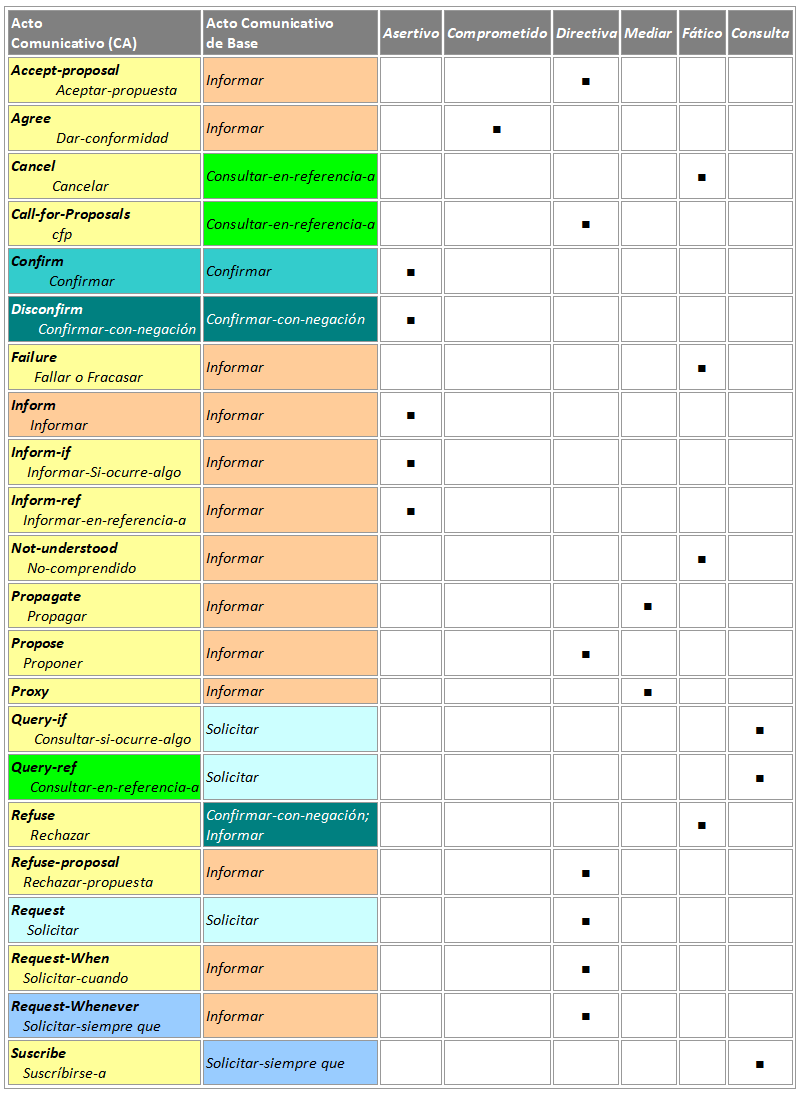 Acto Comunicativo (CA) Acto Comunicativo de Base Asertivo Comprometido Directiva Mediar Fático Consulta
Accept-proposal
Aceptar-propuesta Informar ■
Agree
Dar-conformidad Informar ■
Cancel
Cancelar Consultar-en-referencia-a ■
Call-for-Proposals
cfp Consultar-en-referencia-a ■
Confirm
Confirmar Confirmar ■
Disconfirm
Confirmar-con-negación Confirmar-con-negación ■
Failure
Fallar o Fracasar Informar ■
Inform
Informar Informar ■
Inform-if
Informar-Si-ocurre-algo Informar ■
Inform-ref
Informar-en-referencia-a Informar ■
Not-understood
No-comprendido Informar ■
Propagate
Propagar Informar ■
Propose
Proponer Informar ■
Proxy Informar ■
Query-if
Consultar-si-ocurre-algo Solicitar ■
Query-ref
Consultar-en-referencia-a Solicitar ■
Refuse
Rechazar Confirmar-con-negación; Informar ■
Refuse-proposal
Rechazar-propuesta Informar ■
Request
Solicitar Solicitar ■
Request-When
Solicitar-cuando Informar ■
Request-Whenever
Solicitar-siempre que Informar ■
Suscribe
Suscríbirse-a Solicitar-siempre que ■